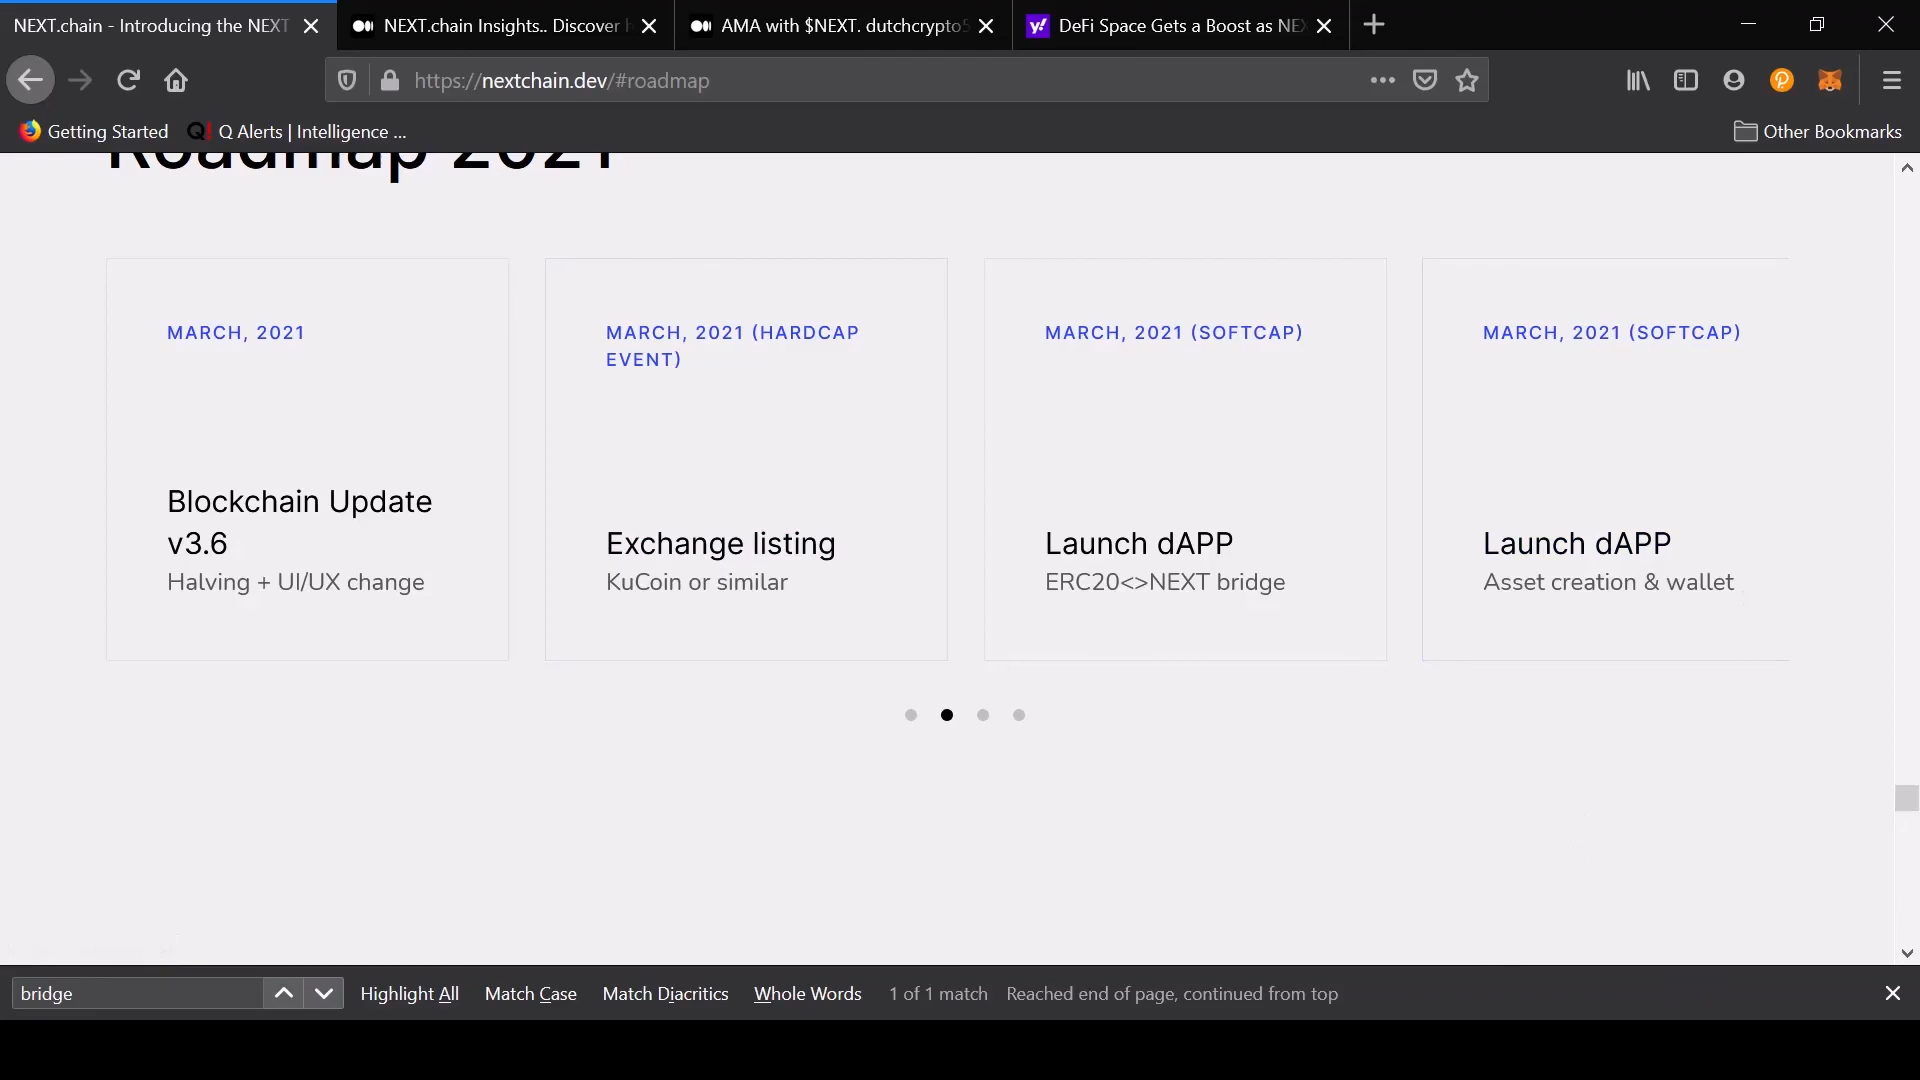 NEXT.chain - Introducing the NEXT
NEXT.chain Insights.. Discover h
AMA with $NEXT. dutchcrypto5
DeFi Space Gets a Boost as NEX
https://nextchain.dev/#roadmap
Getting Started
Q Alerts | Intelligence ...
Other Bookmarks
Roadmap 2021
MARCH, 2021
Blockchain Update
v3.6
Halving + UI/UX change
MARCH, 2021 (HARDCAP
EVENT)
Exchange listing
KuCoin or similar
MARCH, 2021 (SOFTCAP)
Launch dAPP
ERC20<>NEXT bridge
MARCH, 2021 (SOFTCAP)
Launch dAPP
Asset creation & wallet
bridge
Highlight All
Match Case
Match Diacritics
Whole Words
1 of 1 match
Reached end of page, continued from top